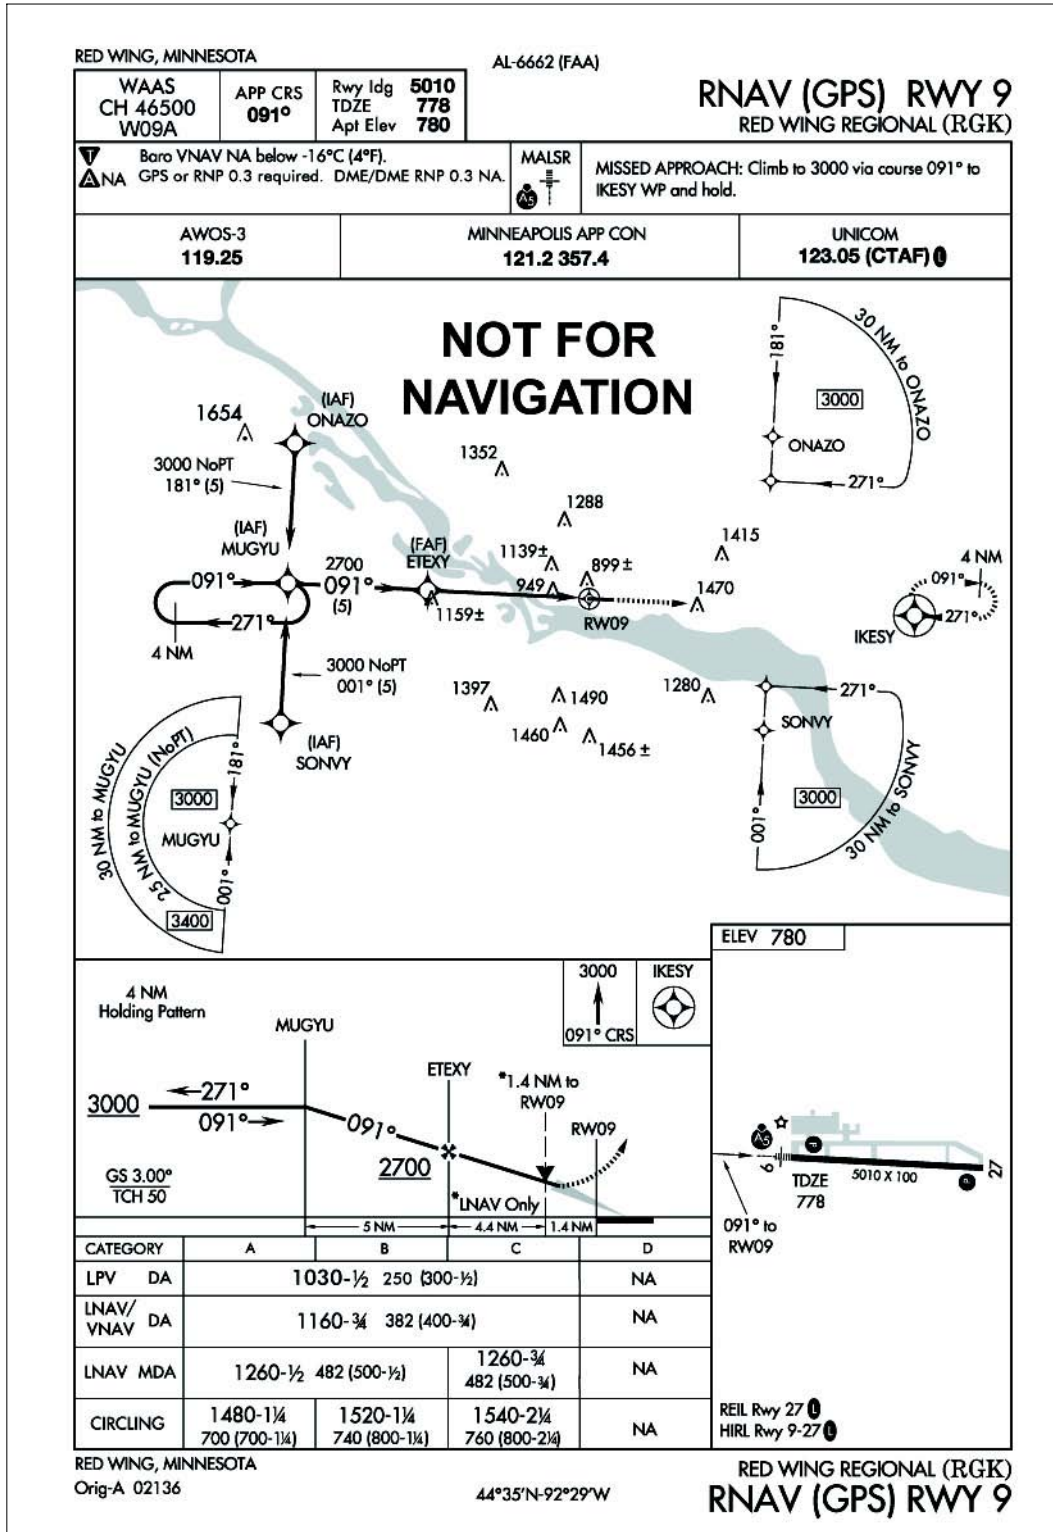 RED WING, MINNESOTA
AL-6662 (FAA)
WAAS
CH 46500
W09A
APP CRS
091°
Rwy ldg 5010
TDZE 778
Apt Elev 780
RNAV (GPS) RWY 9
RED WING REGIONAL (RGK)
T
A NA
Baro VNAV NA below -16°C (4°F).
GPS or RNP 0.3 required. DME/DME RNP 0.3 NA.
MALSR
A5
MISSED APPROACH: Climb to 3000 via course 091° to
IKESY WP and hold.
AWOS-3
119.25
MINNEAPOLIS APP CON
121.2 357.4
UNICOM
123.05 (CTAF) L
NOT FOR
NAVIGATION
30 NM to ONAZO
181°
3000
ONAZO
271°
1654
(IAF)
ONAZO
3000 NoPT
181° (5)
1352
1288
(IAF)
MUGYU
2700
091°
(5)
(FAF)
ETEXY
1139±
899±
949
1415
4 NM
091°
271°
4 NM
1159±
RW09
1470
091°
271°
IKESY
3000 NoPT
001° (5)
1397
1490
1280
1460
1456±
(IAF)
SONVY
271°
SONVY
3000
001°
30 NM to SONVY
30 NM to MUGYU
25 NM to MUGYU (NoPT)
181°
3000
MUGYU
001°
3400
ELEV 780
4 NM
Holding Pattern
3000
091° CRS
IKESY
MUGYU
ETEXY
*1.4 NM to
RW09
RW09
3000
271°
091°
091°
2700
GS 3.00°
TCH 50
*LNAV Only
5 NM
4.4 NM
1.4 NM
A5
P
9
TDZE
778
5010 X 100
P
27
091° to
RW09
CATEGORY A B C D
LPV DA 1030-½ 250 (300-½) NA
LNAV/
VNAV DA 1160-¾ 382 (400-¾) NA
LNAV MDA 1260-½ 482 (500-½) 1260-¾ NA
482 (500-¾)
CIRCLING 1480-1¼ 1520-1¼ 1540-2¼ NA
700 (700-1¼) 740 (800-1¼) 760 (800-2¼)
REIL Rwy 27 L
HIRL Rwy 9-27 L
RED WING, MINNESOTA
Orig-A 02136
44°35'N-92°29'W
RED WING REGIONAL (RGK)
RNAV (GPS) RWY 9